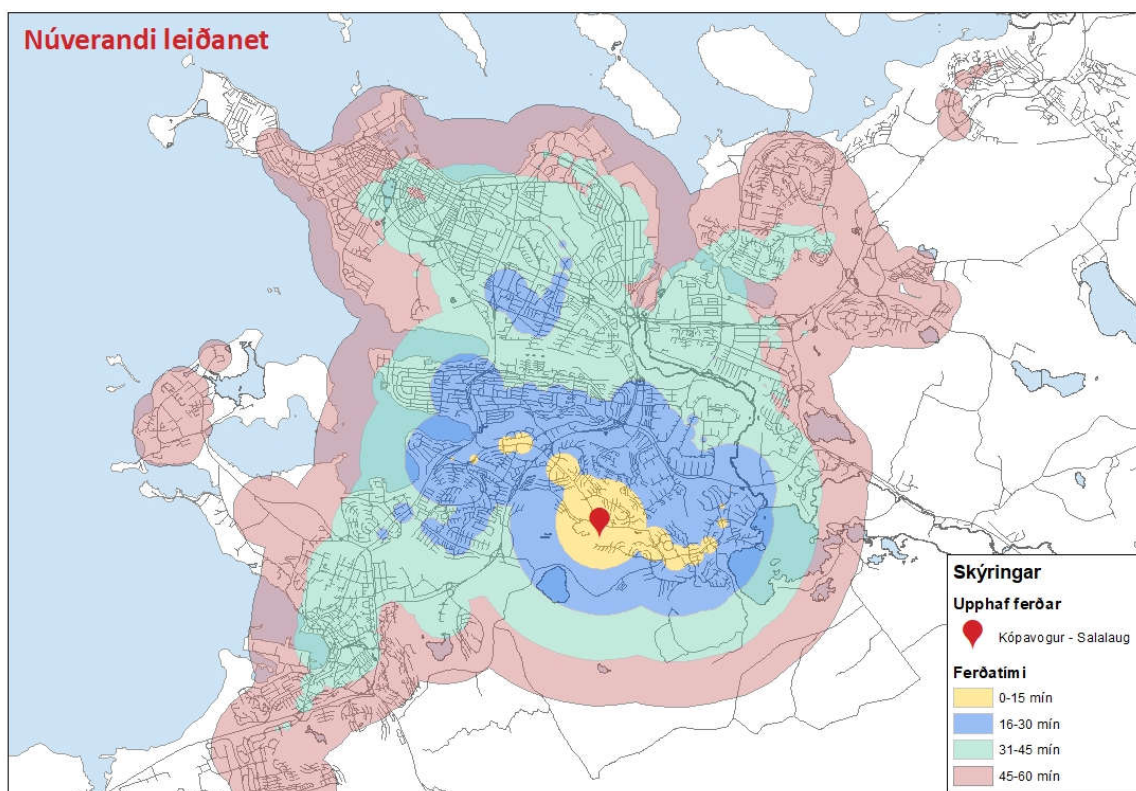 Núverandi leiðanet
Skýringar
Upphaf ferðar
Kópavogur - Salalaug
Ferðatími
0-15 mín
16-30 mín
31-45 mín
45-60 mín